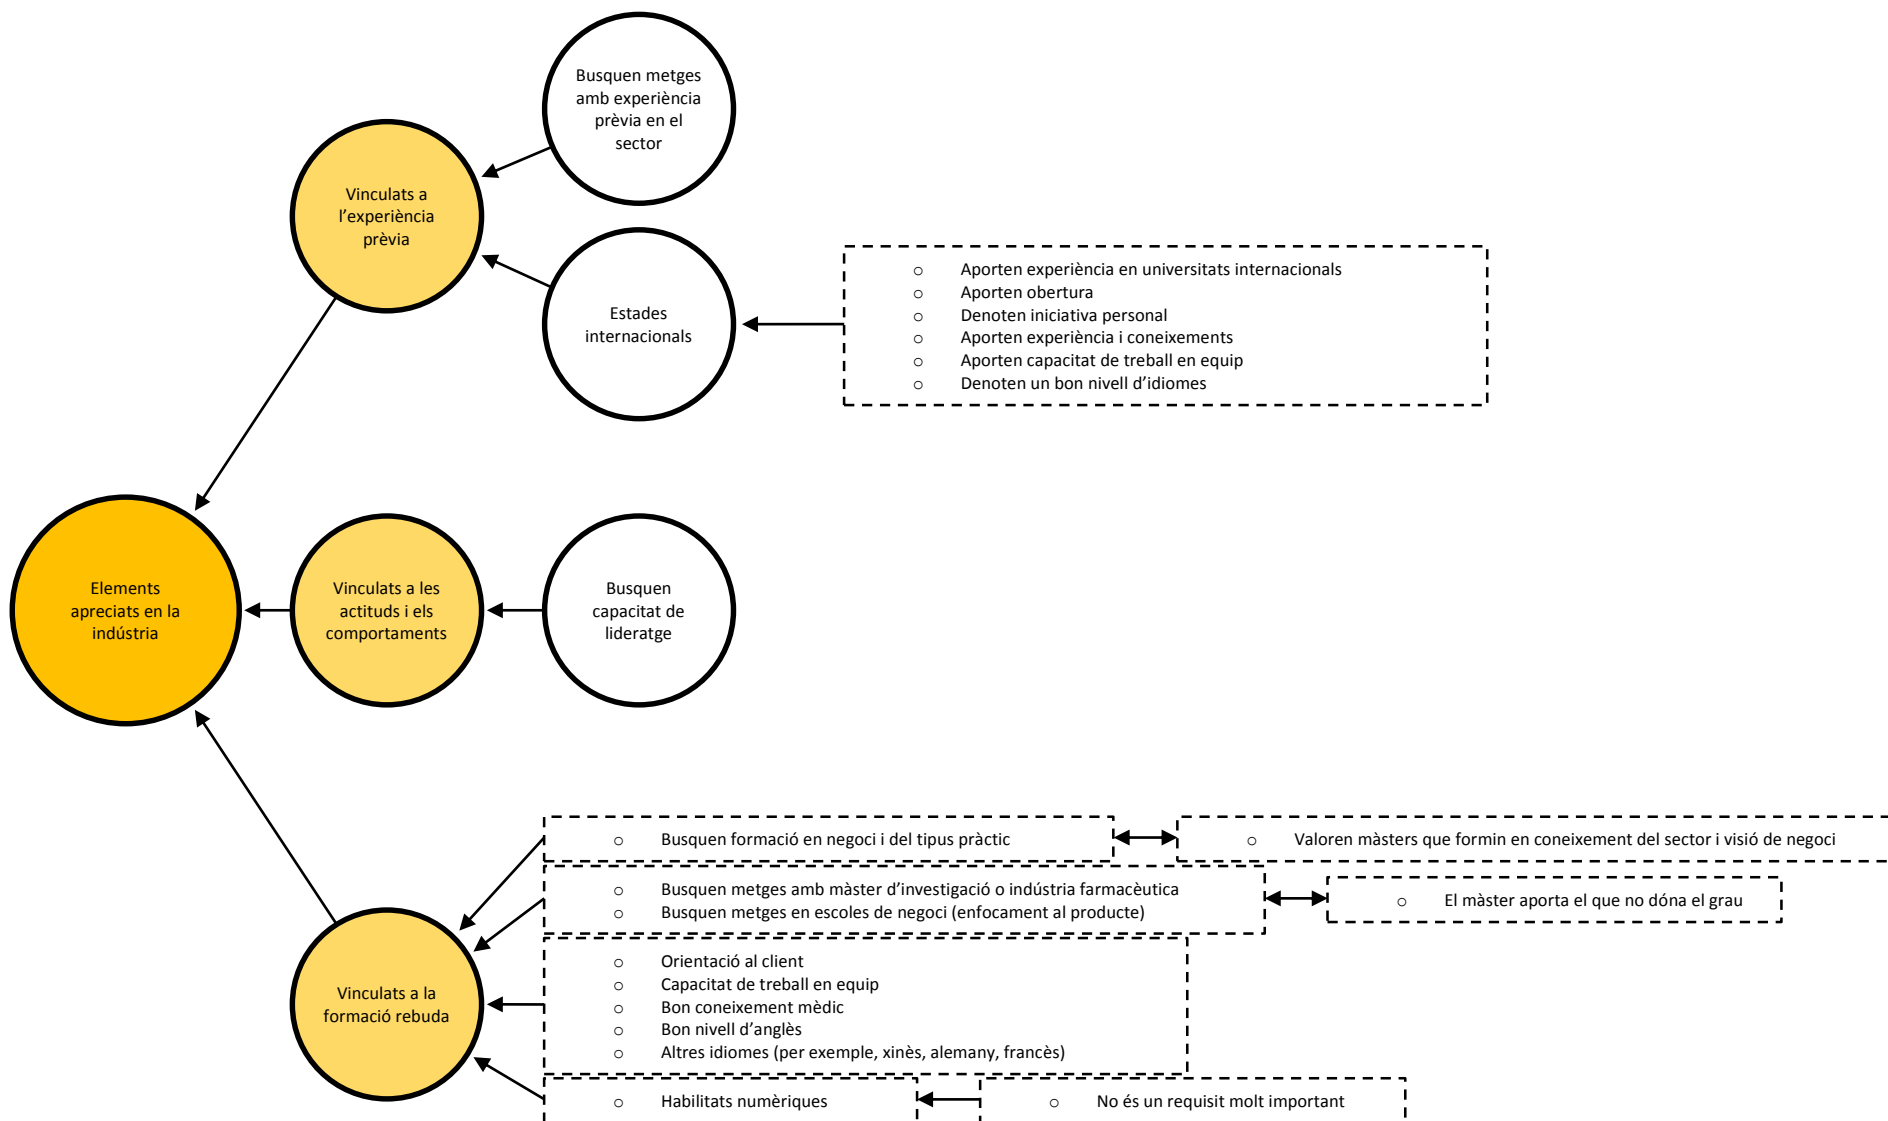 Busquen metges
amb experiència
prèvia en el
sector
Vinculats a
l’experiència
prèvia
Estades
internacionals
o Aporten experiència en universitats internacionals
o Aporten obertura
o Denoten iniciativa personal
o Aporten experiència i coneixements
o Aporten capacitat de treball en equip
o Denoten un bon nivell d’idiomes
Elements
apreciats en la
indústria
Vinculats a les
actituds i els
comportaments
Busquen
capacitat de
lideratge
o Busquen formació en negoci i del tipus pràctic
o Valoren màsters que formin en coneixement del sector i visió de negoci
o Busquen metges amb màster d’investigació o indústria farmacèutica
o Busquen metges en escoles de negoci (enfocament al producte)
o El màster aporta el que no dóna el grau
Vinculats a la
formació rebuda
o Orientació al client
o Capacitat de treball en equip
o Bon coneixement mèdic
o Bon nivell d’anglès
o Altres idiomes (per exemple, xinès, alemany, francès)
o Habilitats numèriques
o No és un requisit molt important